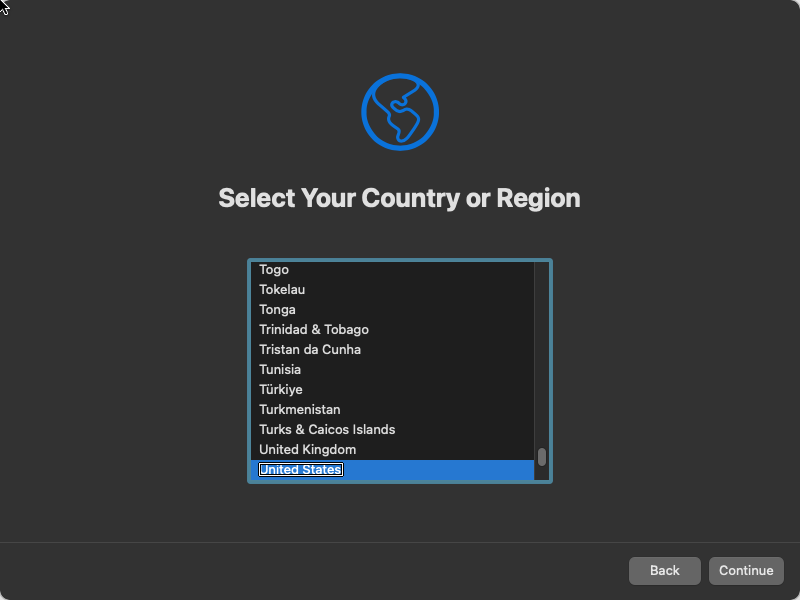 Select Your Country or Region
Togo
Tokelau
Tonga
Trinidad & Tobago
Tristan da Cunha
Tunisia
Türkiye
Turkmenistan
Turks & Caicos Islands
United Kingdom
United States
Back
Continue